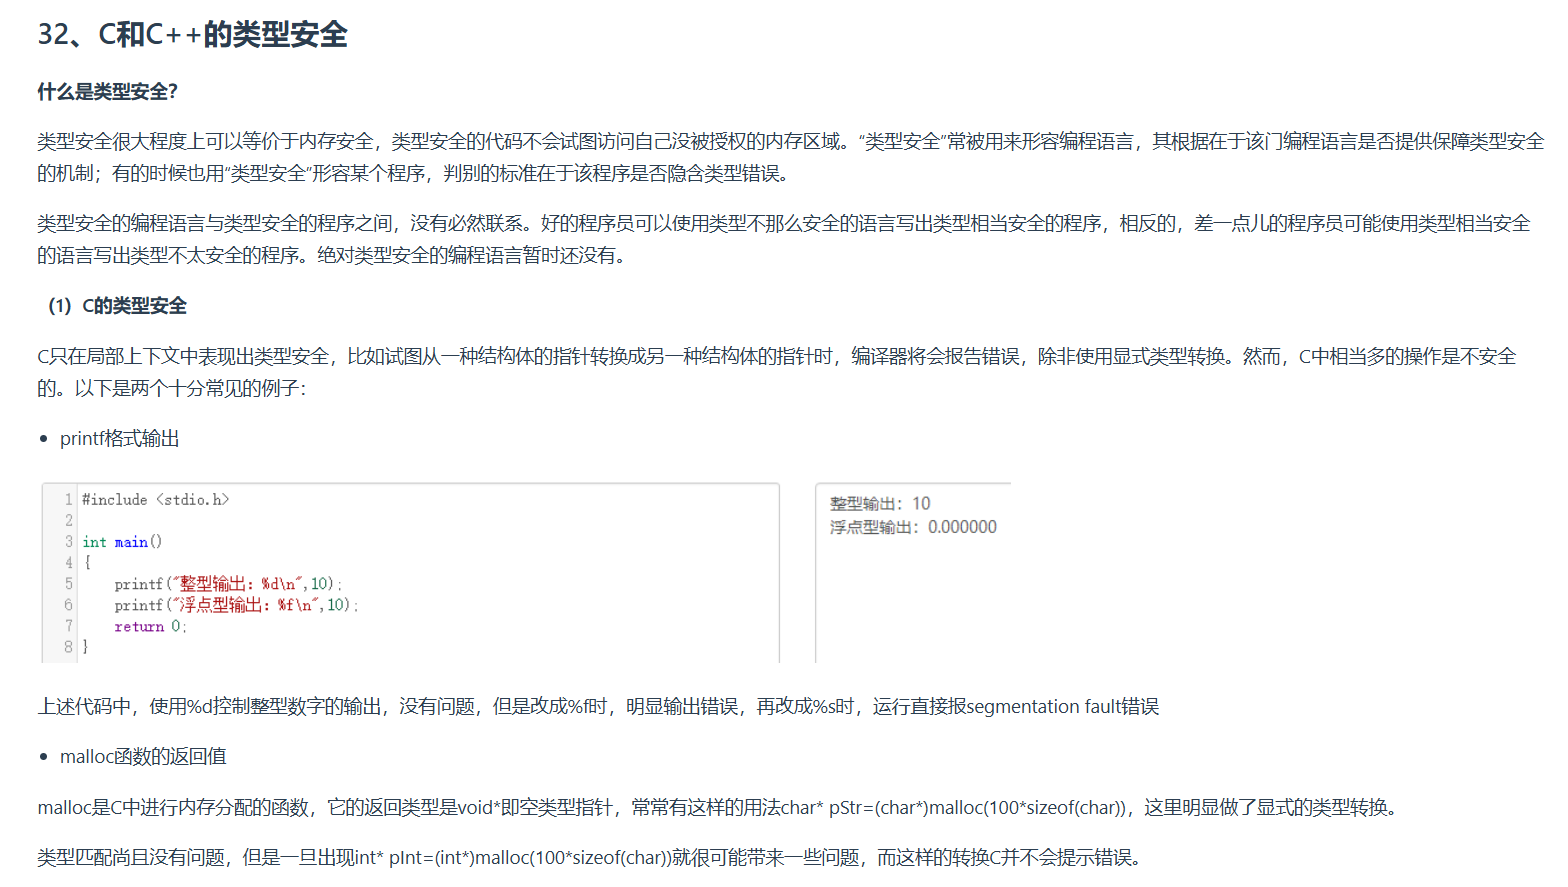 32、C和C++的类型安全
什么是类型安全？
类型安全很大程度上可以等价于内存安全，类型安全的代码不会试图访问自己没被授权的内存区域。“类型安全”常被用来形容编程语言，其根据在于该门编程语言是否提供保障类型安全
的机制；有的时候也用“类型安全”形容某个程序，判别的标准在于该程序是否隐含类型错误。
类型安全的编程语言与类型安全的程序之间，没有必然联系。好的程序员可以使用类型不那么安全的语言写出类型相当安全的程序，相反的，差一点儿的程序员可能使用类型相当安全
的语言写出类型不太安全的程序。绝对类型安全的编程语言暂时还没有。
（1）C的类型安全
C只在局部上下文中表现出类型安全，比如试图从一种结构体的指针转换成另一种结构体的指针时，编译器将会报告错误，除非使用显式类型转换。然而，C中相当多的操作是不安全
的。以下是两个十分常见的例子：
• printf格式输出
1 #include <stdio.h>
2
3 int main()
4 {
5     printf("整型输出：%d\n",10);
6     printf("浮点型输出：%f\n",10);
7     return 0;
8 }
整型输出：10
浮点型输出：0.000000
上述代码中，使用%d控制整型数字的输出，没有问题，但是改成%f时，明显输出错误，再改成%s时，运行直接报segmentation fault错误
• malloc函数的返回值
malloc是C中进行内存分配的函数，它的返回类型是void*即空类型指针，常常有这样的用法char* pStr=(char*)malloc(100*sizeof(char))，这里明显做了显式的类型转换。
类型匹配尚且没有问题，但是一旦出现int* pInt=(int*)malloc(100*sizeof(char))就很可能带来一些问题，而这样的转换C并不会提示错误。